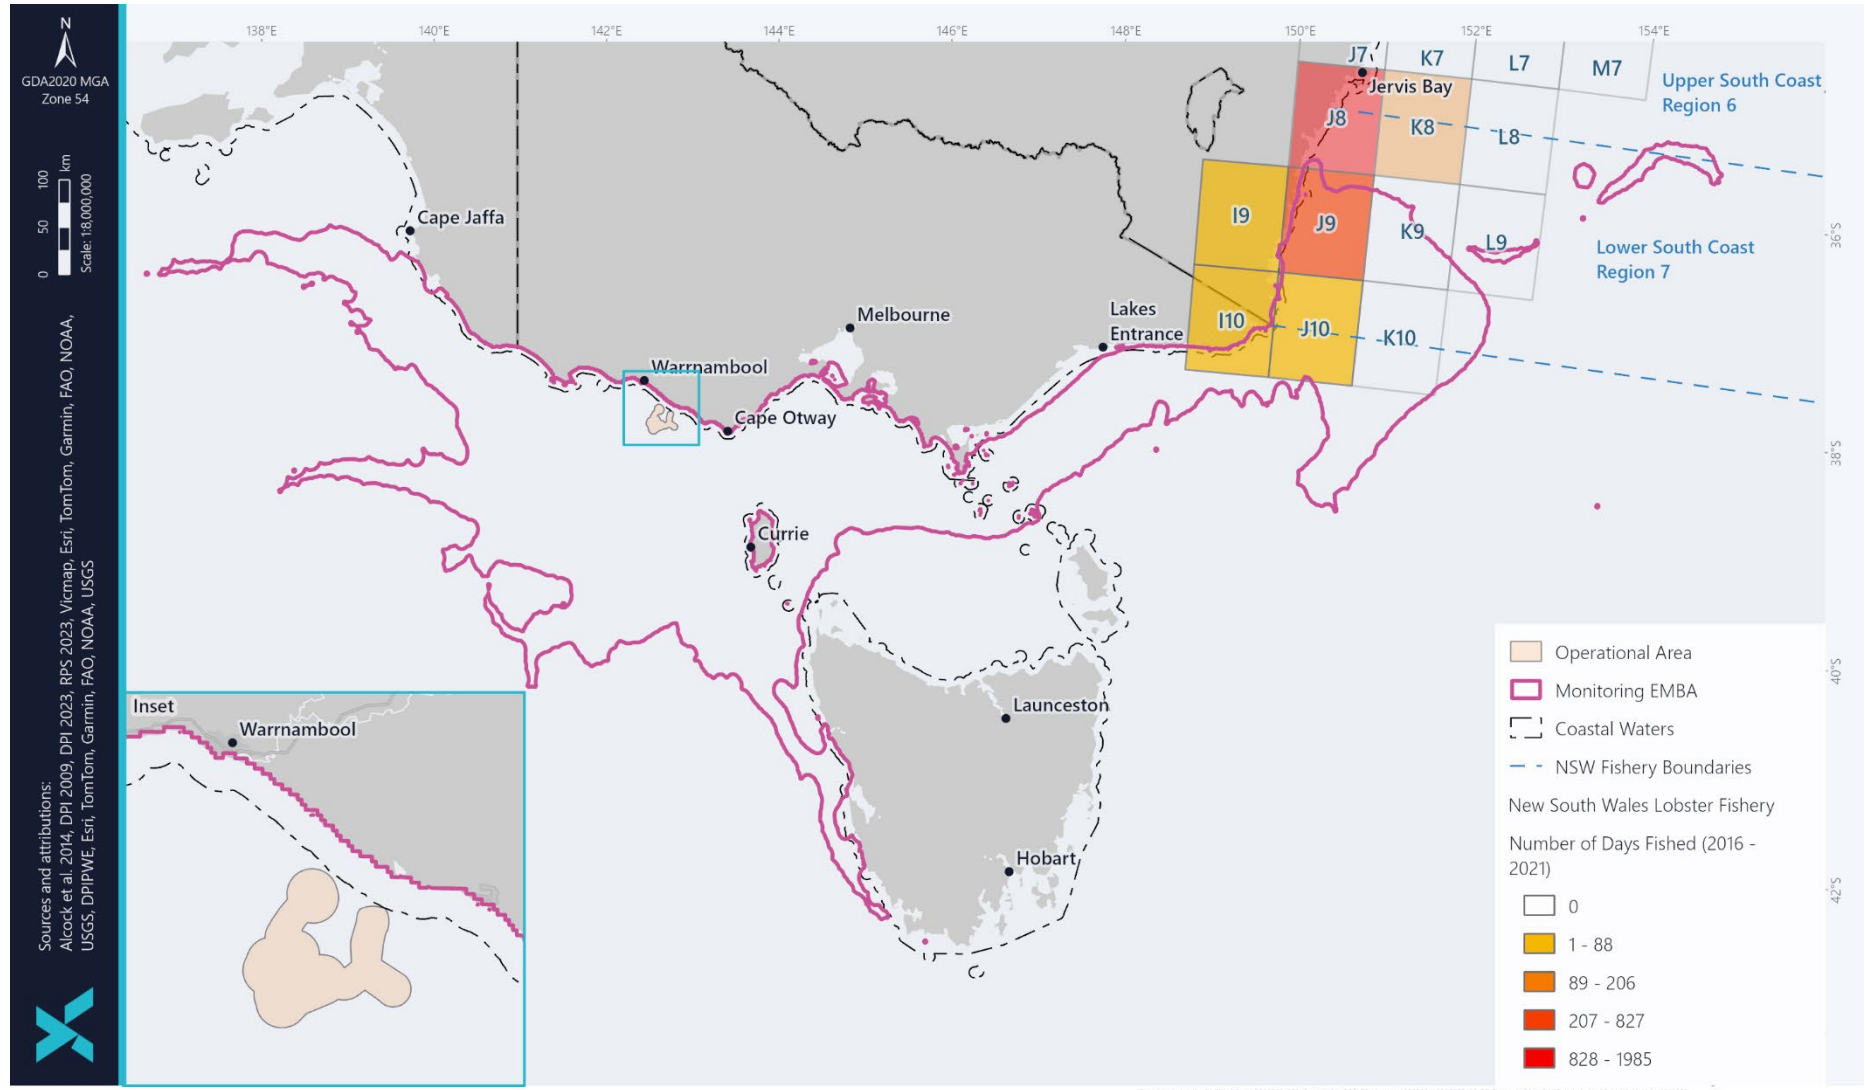 N
GDA2020 MGA
Zone 54
0 50 100
km
Scale: 1:8,000,000
Sources and attributions:
Alcock et al. 2014, DPI 2009, DPI 2023, RPS 2023, Vicmap, Esri, TomTom, Garmin, FAO, NOAA,
USGS, DPIPWE, Esri, TomTom, Garmin, FAO, NOAA, USGS
138°E 140°E 142°E 144°E 146°E 148°E 150°E 152°E 154°E
J7 K7 L7 M7
Jervis Bay
Upper South Coast
Region 6
J8 K8 L8
Cape Jaffa
I9 J9 K9 L9
36°S
Lower South Coast
Region 7
Melbourne
Lakes
Entrance
I10 J10 K10
Warrnambool
Cape Otway
38°S
Currie
Launceston
40°S
Hobart
42°S
Inset
Warrnambool
Operational Area
Monitoring EMBA
Coastal Waters
NSW Fishery Boundaries
New South Wales Lobster Fishery
Number of Days Fished (2016 -
2021)
0
1 - 88
89 - 206
207 - 827
828 - 1985